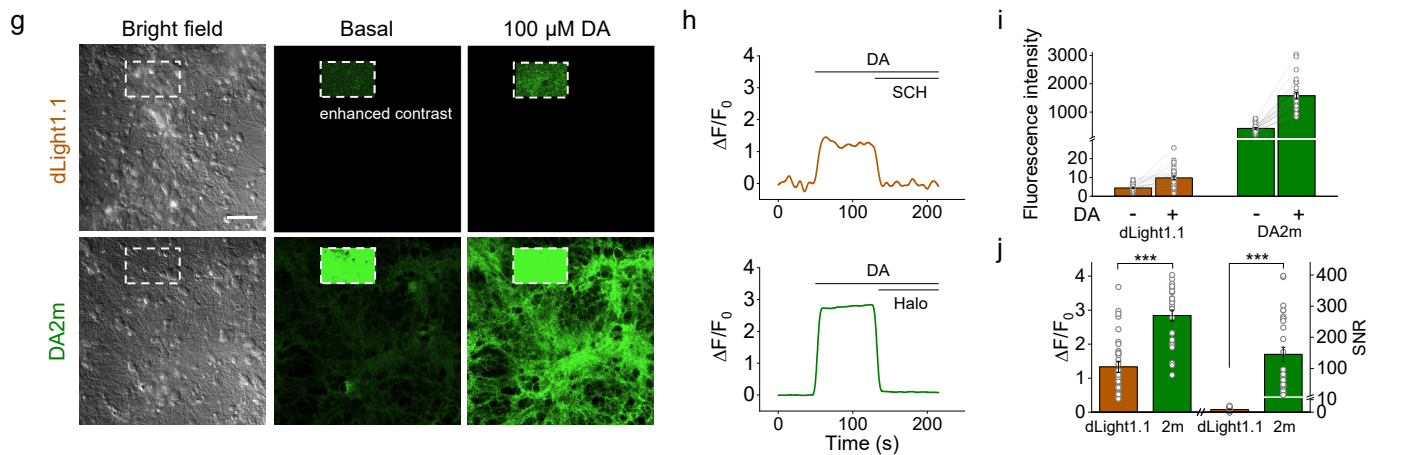 g
Bright field
Basal
100 µM DA
dLight1.1
enhanced contrast
DA2m
h
4
3
2
1
0
ΔF/F0
DA
SCH
0
100
200
4
3
2
1
0
ΔF/F0
DA
Halo
0
100
200
Time (s)
i
Fluorescence intensity
3000
2000
1000
20
10
0
DA
-
+
-
+
dLight1.1
DA2m
j
ΔF/F0
4
3
2
1
0
***
***
400
300
200
100
10
0
SNR
dLight1.1
2m
dLight1.1
2m